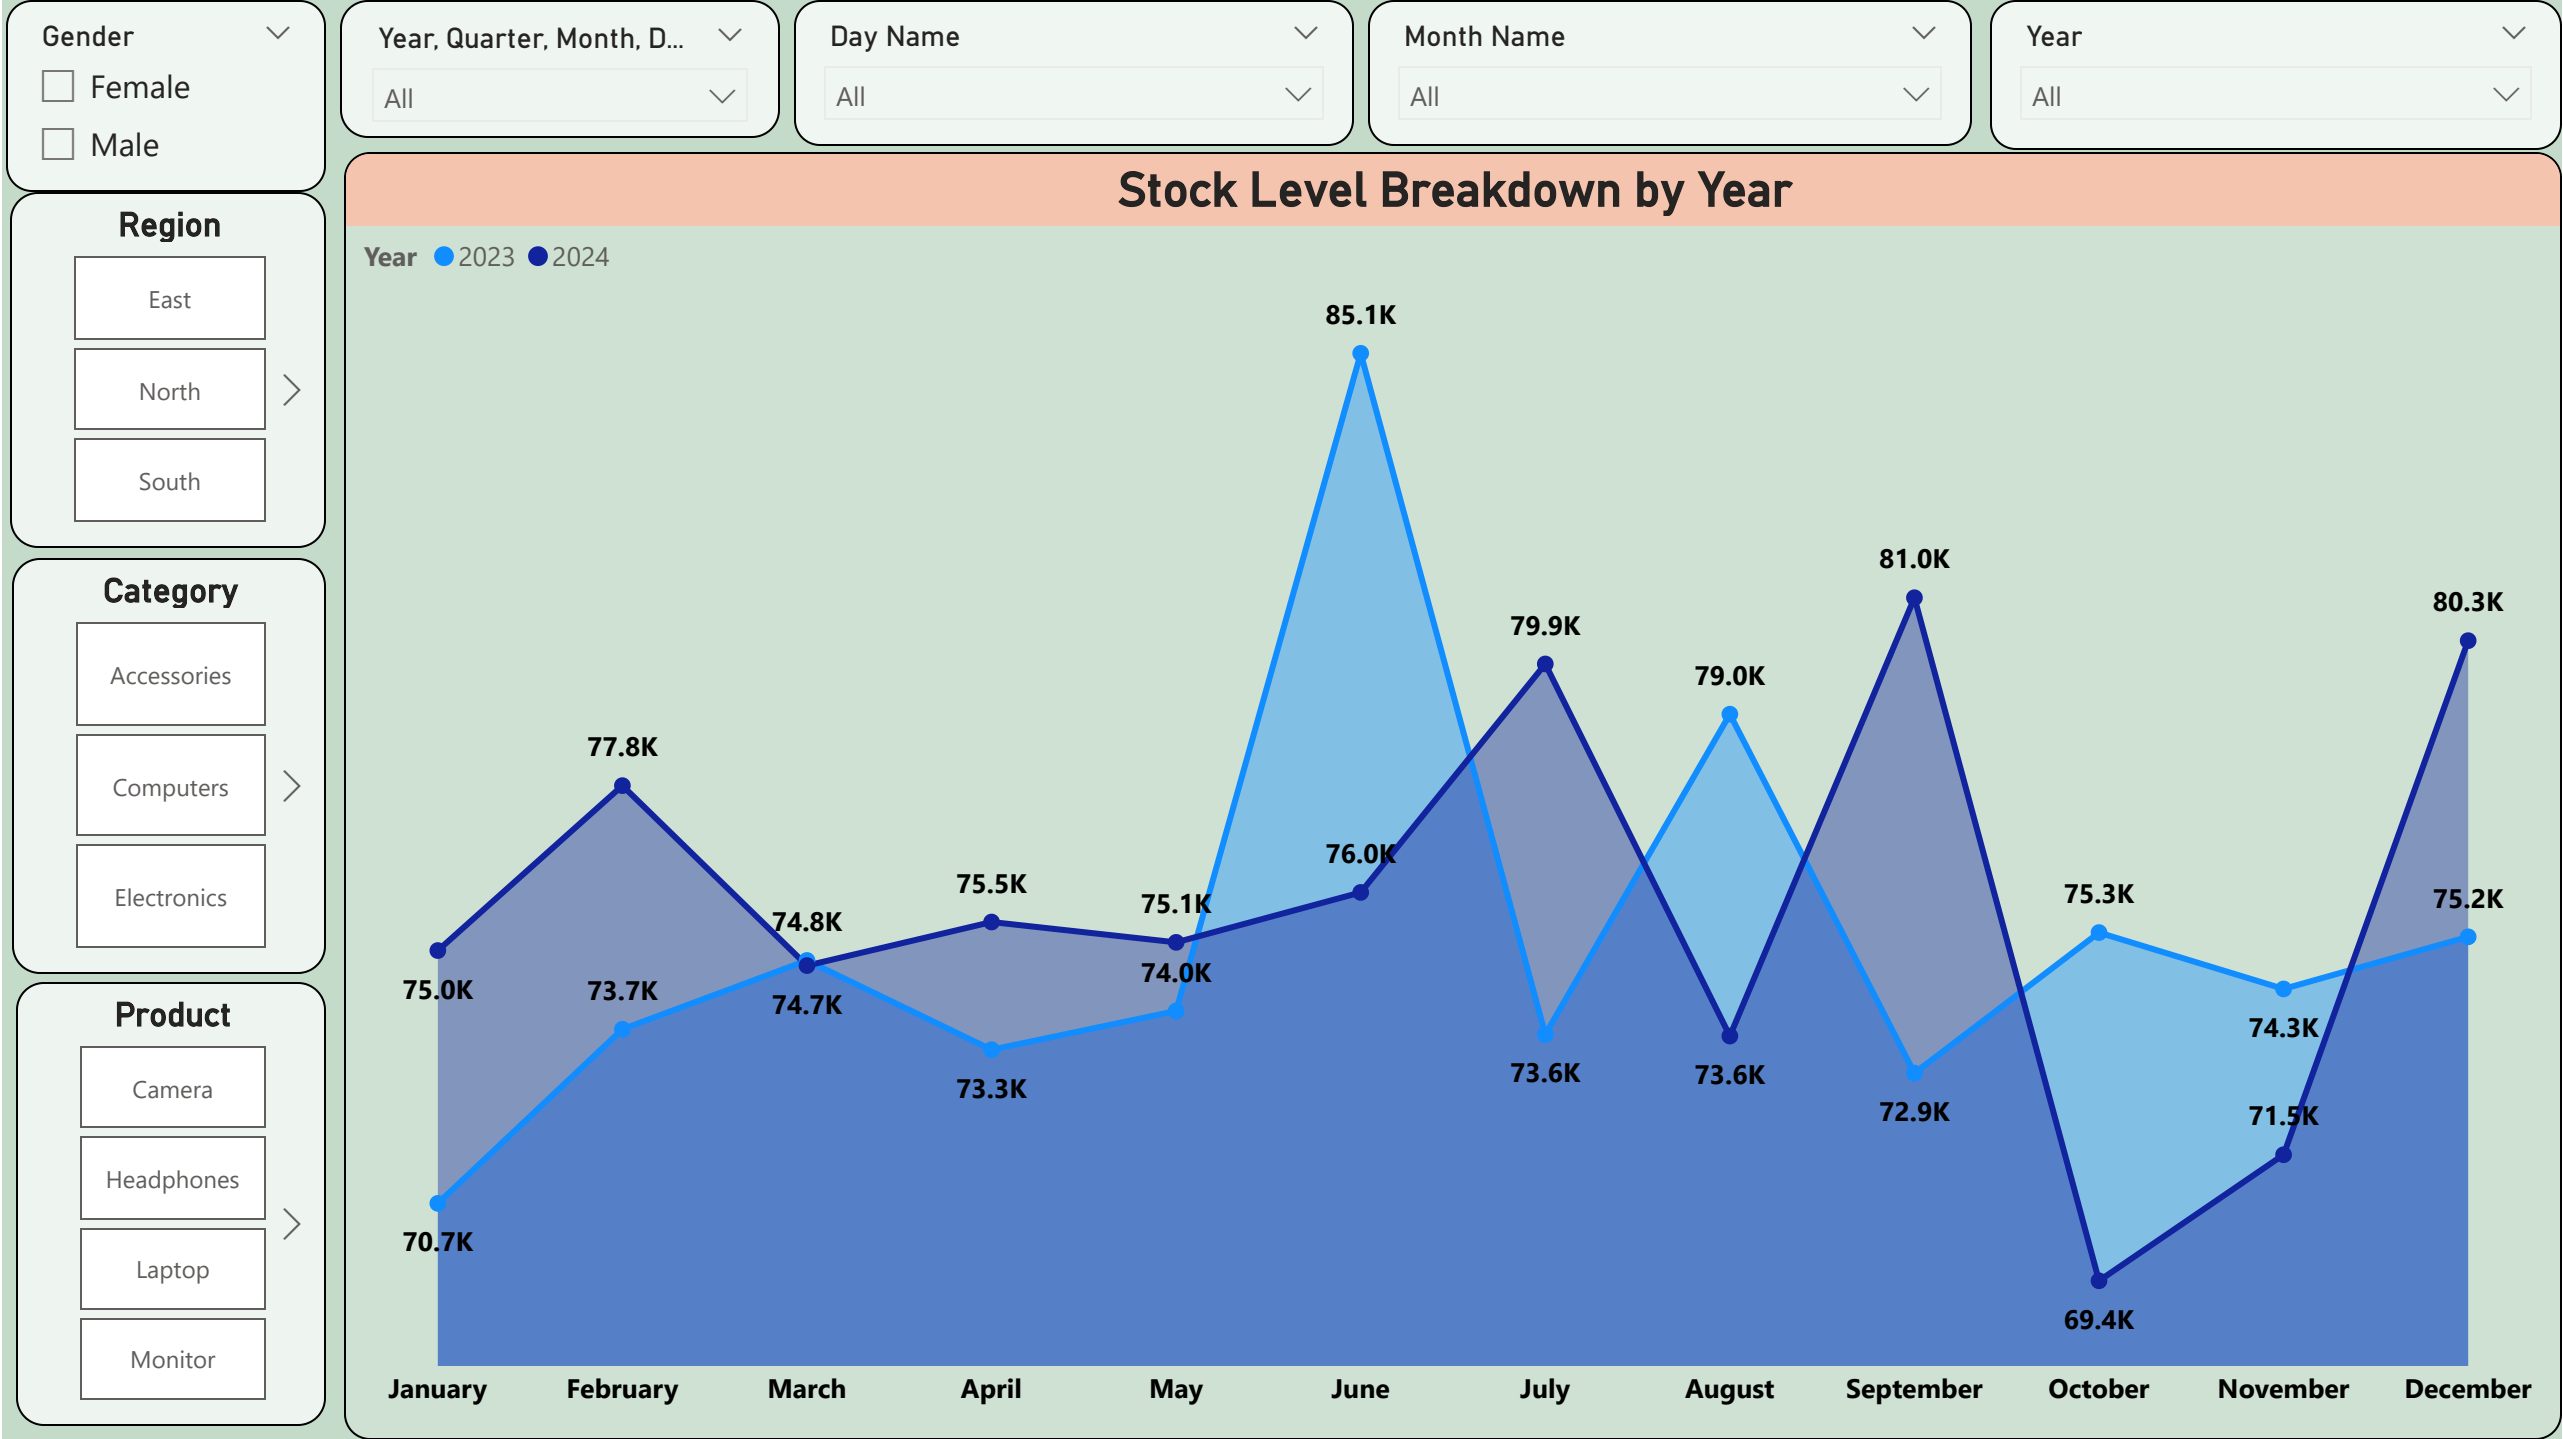 Gender
Female
Male
Year, Quarter, Month, D...
All
Day Name
All
Month Name
All
Year
All
Region
East
North
South
Category
Accessories
Computers
Electronics
Product
Camera
Headphones
Laptop
Monitor
Stock Level Breakdown by Year
Year 2023 2024
85.1K
81.0K
80.3K
79.9K
79.0K
77.8K
76.0K
75.5K
75.3K
75.2K
75.1K
74.8K
74.0K
75.0K
73.7K
74.7K
74.3K
73.6K
73.6K
73.3K
72.9K
71.5K
70.7K
69.4K
January February March April May June July August September October November December